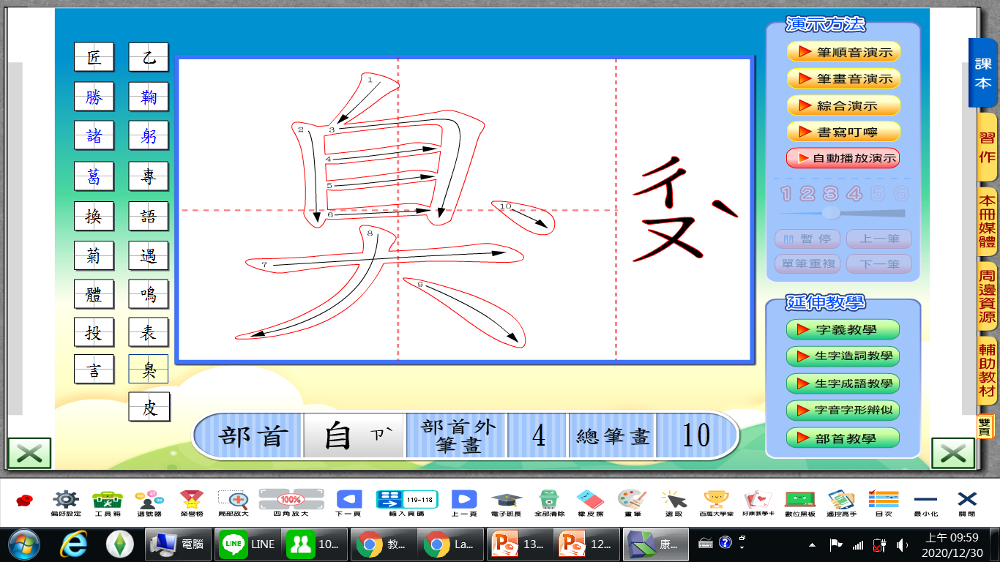 演示方法
筆順音演示
筆畫音演示
綜合演示
書寫叮嚀
自動播放演示
1 2 3 4 5 6
暫停 上一筆
單筆重複 下一筆
延伸教學
字義教學
生字造詞教學
生字成語教學
字音字形辨似
部首教學
課本
習作
本冊媒體
周邊資源
輔助教材
雙頁
匠 乙
勝 鞠
諸 躬
葛 專
換 語
菊 遇
體 鳴
投 表
言 臭
皮
臭
1 2 3 4 5 6 7 8 9 10
ㄔㄡˋ
部首 自 ㄗˋ 部首外筆畫 4 總筆畫 10
偏好設定 工具箱 選號器 榮譽榜 局部放大 100% 四角放大 下一頁 119-118 輸入頁碼 上一頁 電子班長 全部清除 橡皮擦 畫筆 選取 百萬大學堂 好康教學卡 數位黑板 遙控高手 目次 最小化 關閉
電腦 LINE LINE 10... 教... La... 13... 12... 康...
上午 09:59
2020/12/30